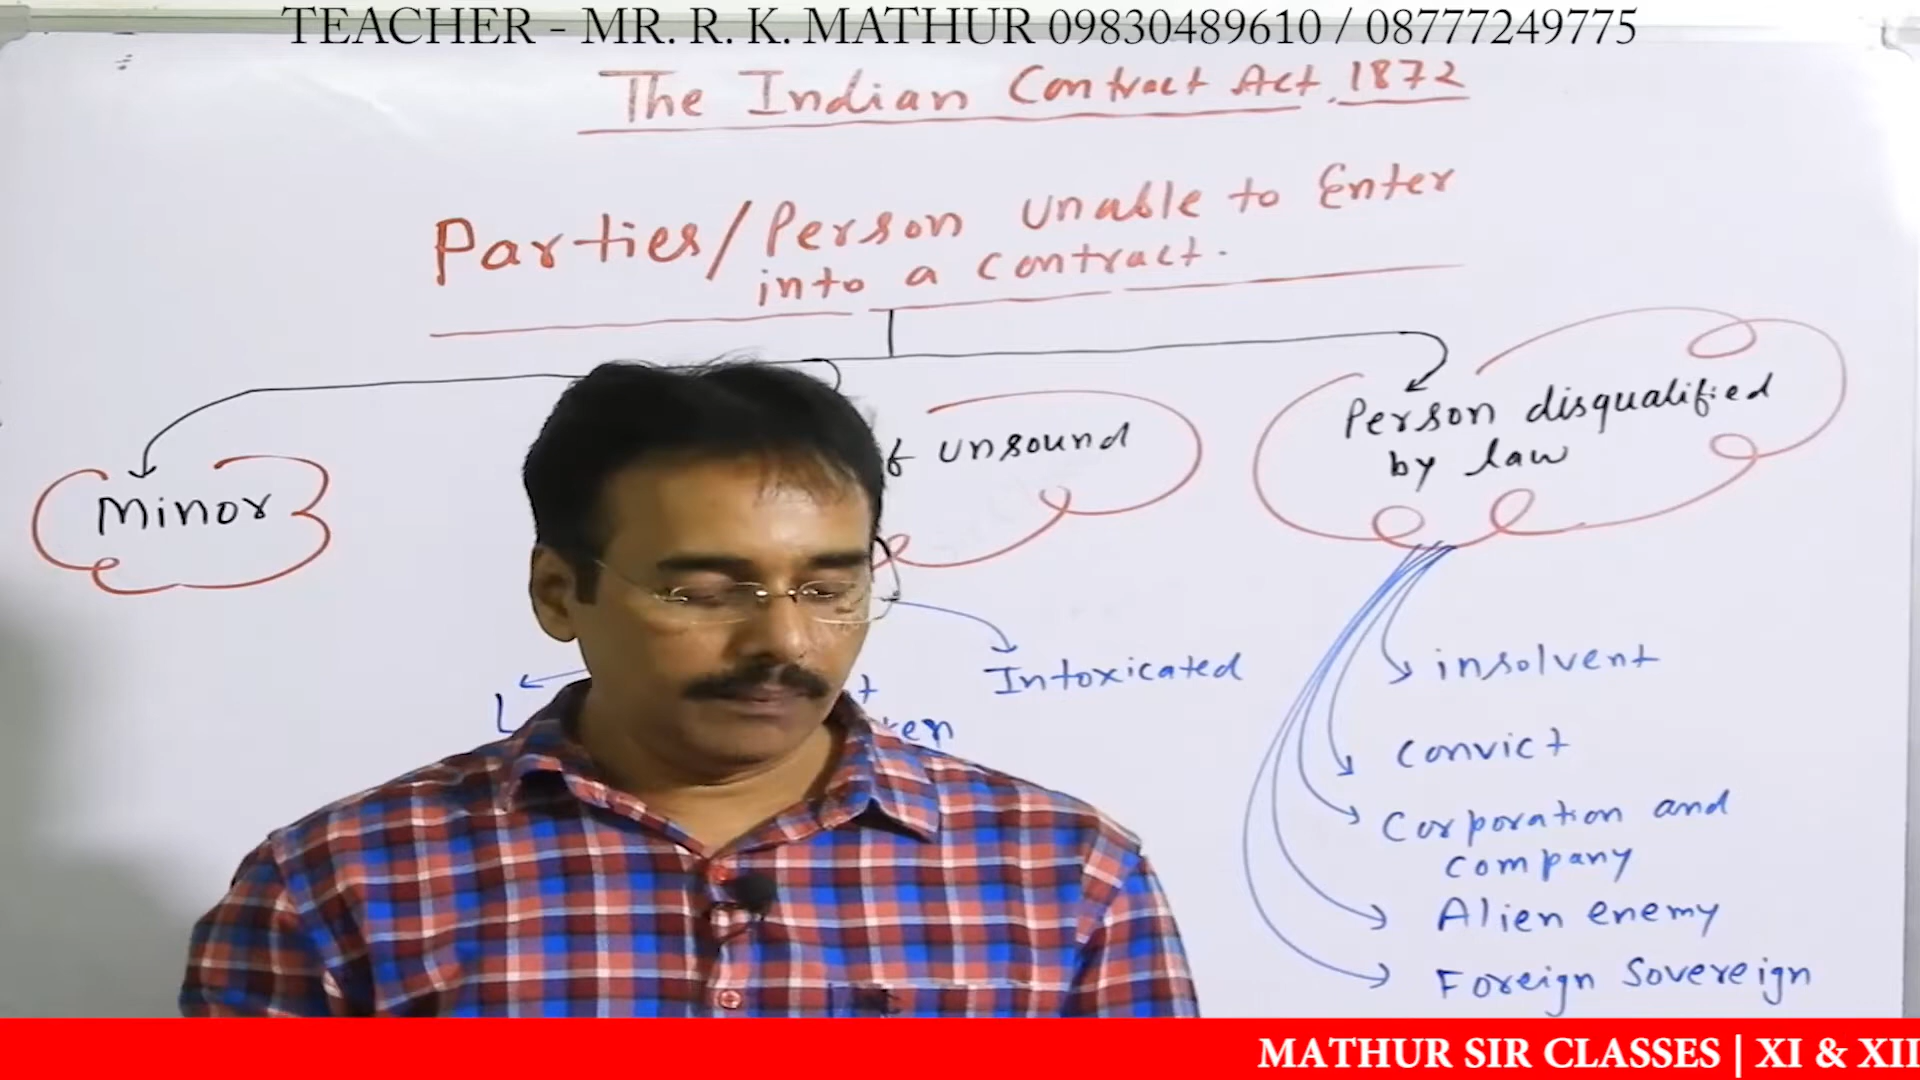 TEACHER - MR. R. K. MATHUR 09830489610 / 08777249775
The Indian Contract Act, 1872
Parties/Person unable to Enter
into a contract.
Minor
unsound
Person disqualified
by law
Intoxicated
insolvent
Convict
Corporation and
company
Alien enemy
Foreign Sovereign
MATHUR SIR CLASSES | XI & XII